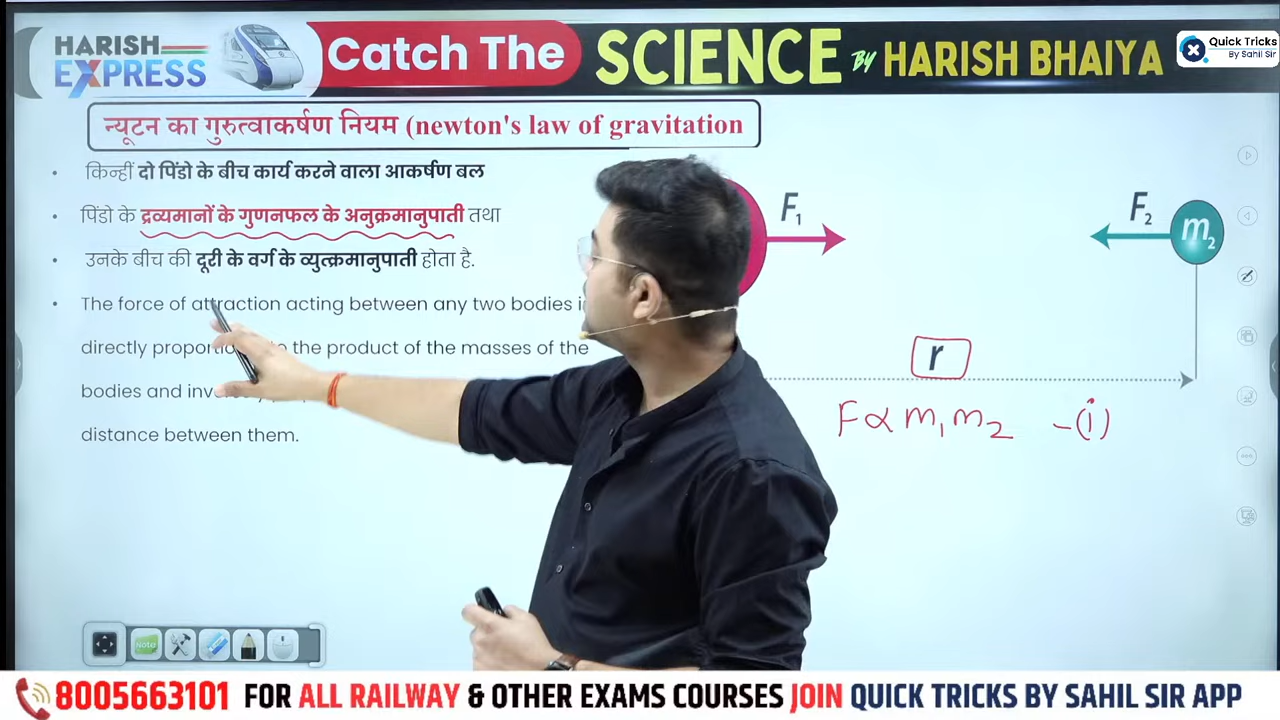 HARISH
EXPRESS
Catch The SCIENCE BY HARISH BHAIYA
Quick Tricks
By Sahil Sir
न्यूटन का गुरुत्वाकर्षण नियम (newton's law of gravitation
• किन्हीं दो पिंडो के बीच कार्य करने वाला आकर्षण बल
• पिंडो के द्रव्यमानों के गुणनफल के अनुक्रमानुपाती तथा
• उनके बीच की दूरी के वर्ग के व्युत्क्रमानुपाती होता है.
• The force of attraction acting between any two bodies
directly the product of the masses of the
bodies and
distance between them.
F₁
F₂
m₂
r
F∝m₁m₂ -(i)
Note
8005663101 FOR ALL RAILWAY & OTHER EXAMS COURSES JOIN QUICK TRICKS BY SAHIL SIR APP